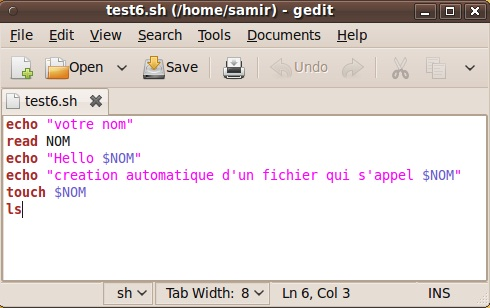 test6.sh (/home/samir) - gedit
File Edit View Search Tools Documents Help
Open Save Undo
test6.sh
echo "votre nom"
read NOM
echo "Hello $NOM"
echo "creation automatique d'un fichier qui s'appel $NOM"
touch $NOM
ls
sh Tab Width: 8 Ln 6, Col 3 INS